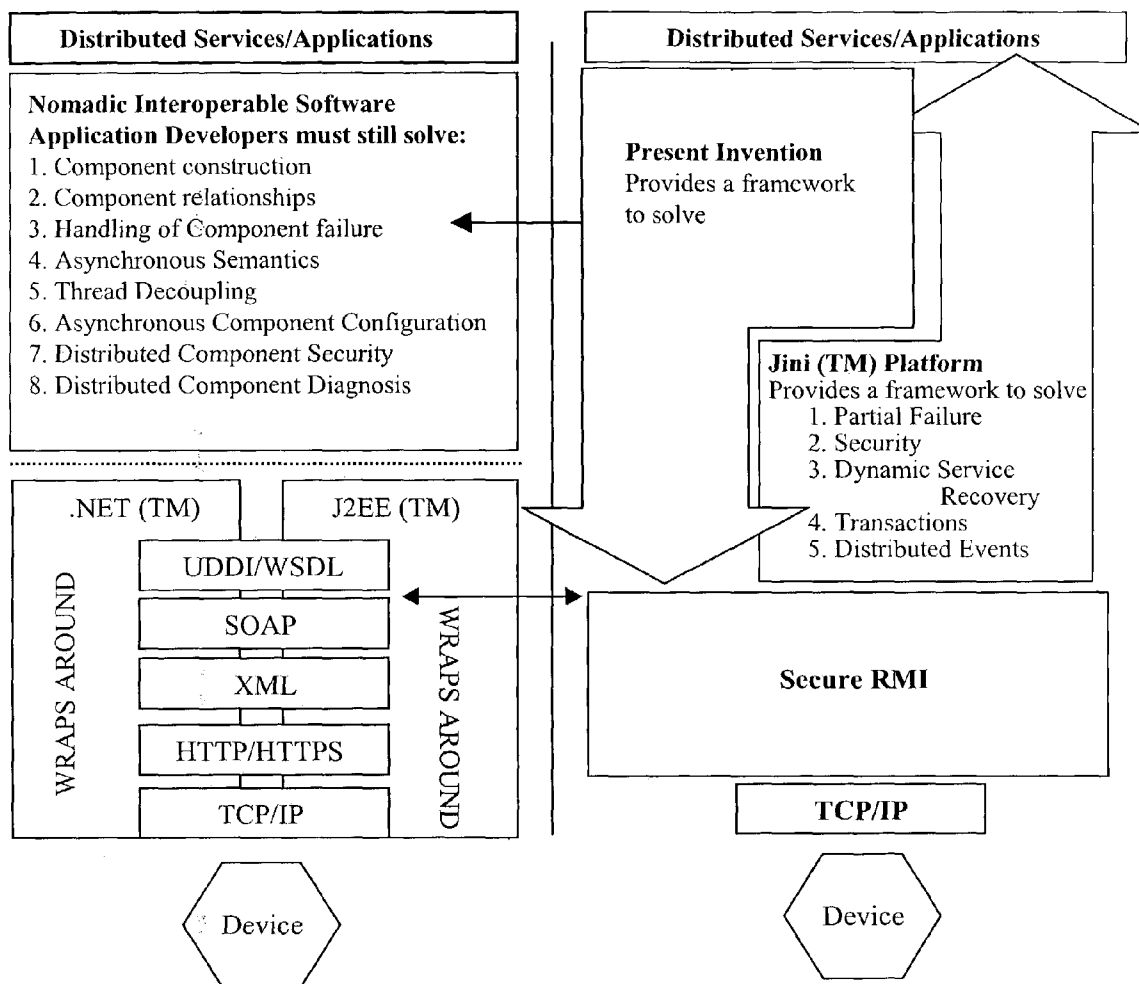 Distributed Services/Applications
Nomadic Interoperable Software
Application Developers must still solve:
1. Component construction
2. Component relationships
3. Handling of Component failure
4. Asynchronous Semantics
5. Thread Decoupling
6. Asynchronous Component Configuration
7. Distributed Component Security
8. Distributed Component Diagnosis
.NET (TM)
J2EE (TM)
WRAPS AROUND
UDDI/WSDL
SOAP
XML
HTTP/HTTPS
TCP/IP
WRAPS AROUND
Device
Distributed Services/Applications
Present Invention
Provides a framework
to solve
Jini (TM) Platform
Provides a framework to solve
1. Partial Failure
2. Security
3. Dynamic Service
Recovery
4. Transactions
5. Distributed Events
Secure RMI
TCP/IP
Device